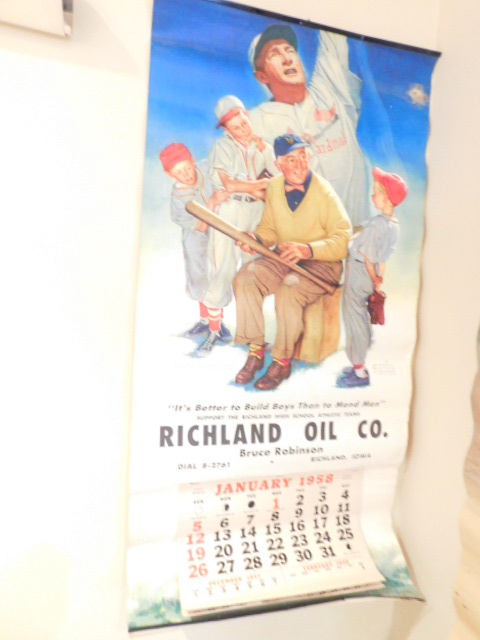 ardinals
"It's Better to Build Boys Than to Mend Men"
SUPPORT THE RICHLAND HIGH SCHOOL ATHLETIC TEAMS
RICHLAND OIL CO.
Bruce Robinson
DIAL 8-2761 RICHLAND, IOWA
JANUARY 1958
1 2 3 4
5 6 7 8 9 10 11
12 13 14 15 16 17 18
19 20 21 22 23 24 25
26 27 28 29 30 31